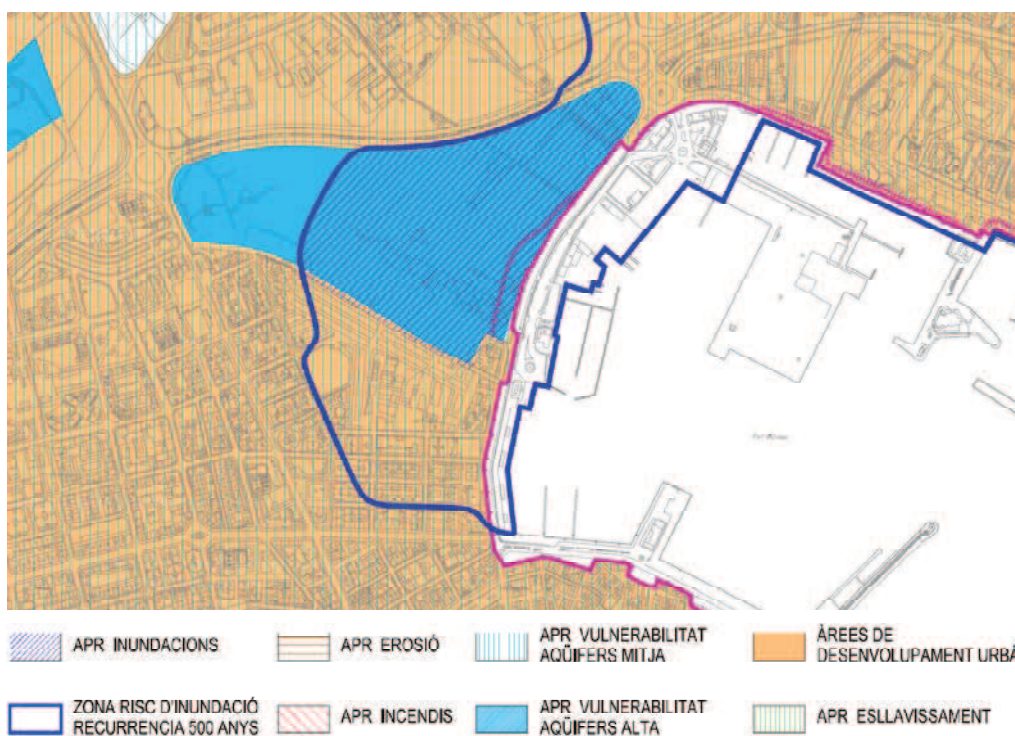 APR INUNDACIONS
APR EROSIÓ
APR VULNERABILITAT
AQÜIFERS MITJA
ÀREES DE
DESENVOLUPAMENT URBÀ
ZONA RISC D'INUNDACIÓ
RECURRENCIA 500 ANYS
APR INCENDIS
APR VULNERABILITAT
AQÜIFERS ALTA
APR ESLLAVISSAMENT